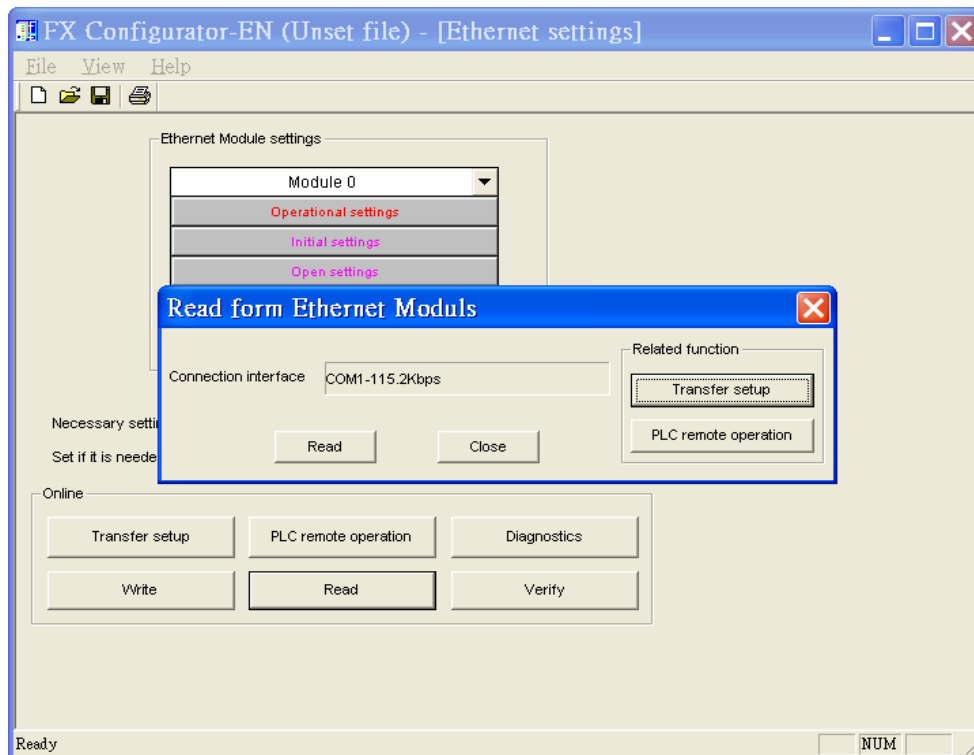 FX Configurator-EN (Unset file) - [Ethernet settings]
File View Help
Ethernet Module settings
Module 0
Operational settings
Initial settings
Open settings
Read form Ethernet Moduls
Related function
Connection interface COM1-115.2Kbps
Transfer setup
Read Close PLC remote operation
Necessary setti
Set if it is neede
Online
Transfer setup PLC remote operation Diagnostics
Write Read Verify
Ready NUM